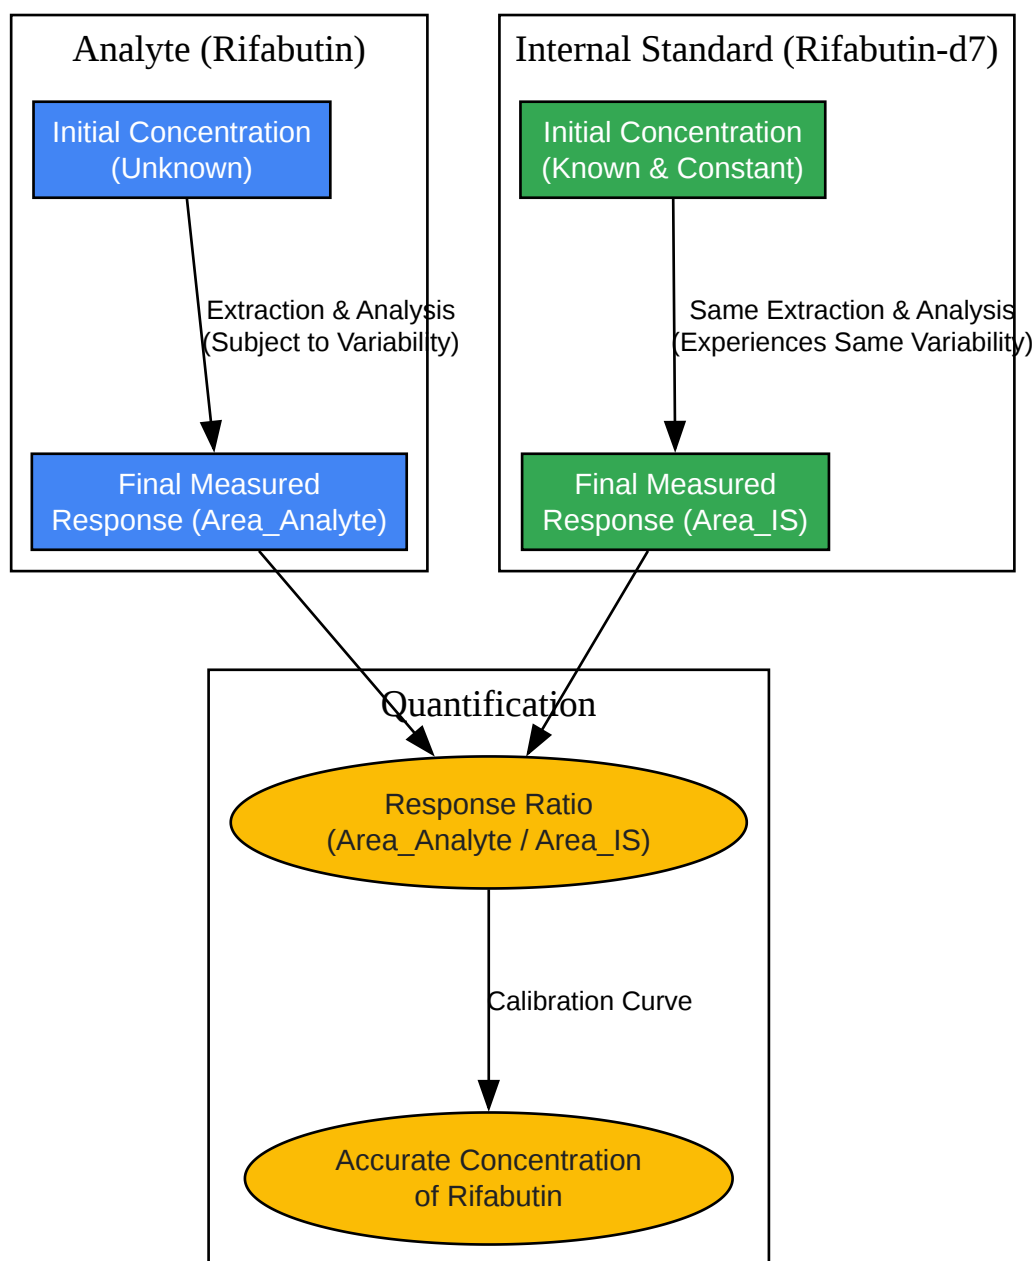 Analyte (Rifabutin)
Initial Concentration
(Unknown)
Extraction & Analysis
(Subject to Variability)
Final Measured
Response (Area_Analyte)
Internal Standard (Rifabutin-d7)
Initial Concentration
(Known & Constant)
Same Extraction & Analysis
(Experiences Same Variability)
Final Measured
Response (Area_IS)
Quantification
Response Ratio
(Area_Analyte / Area_IS)
Calibration Curve
Accurate Concentration
of Rifabutin